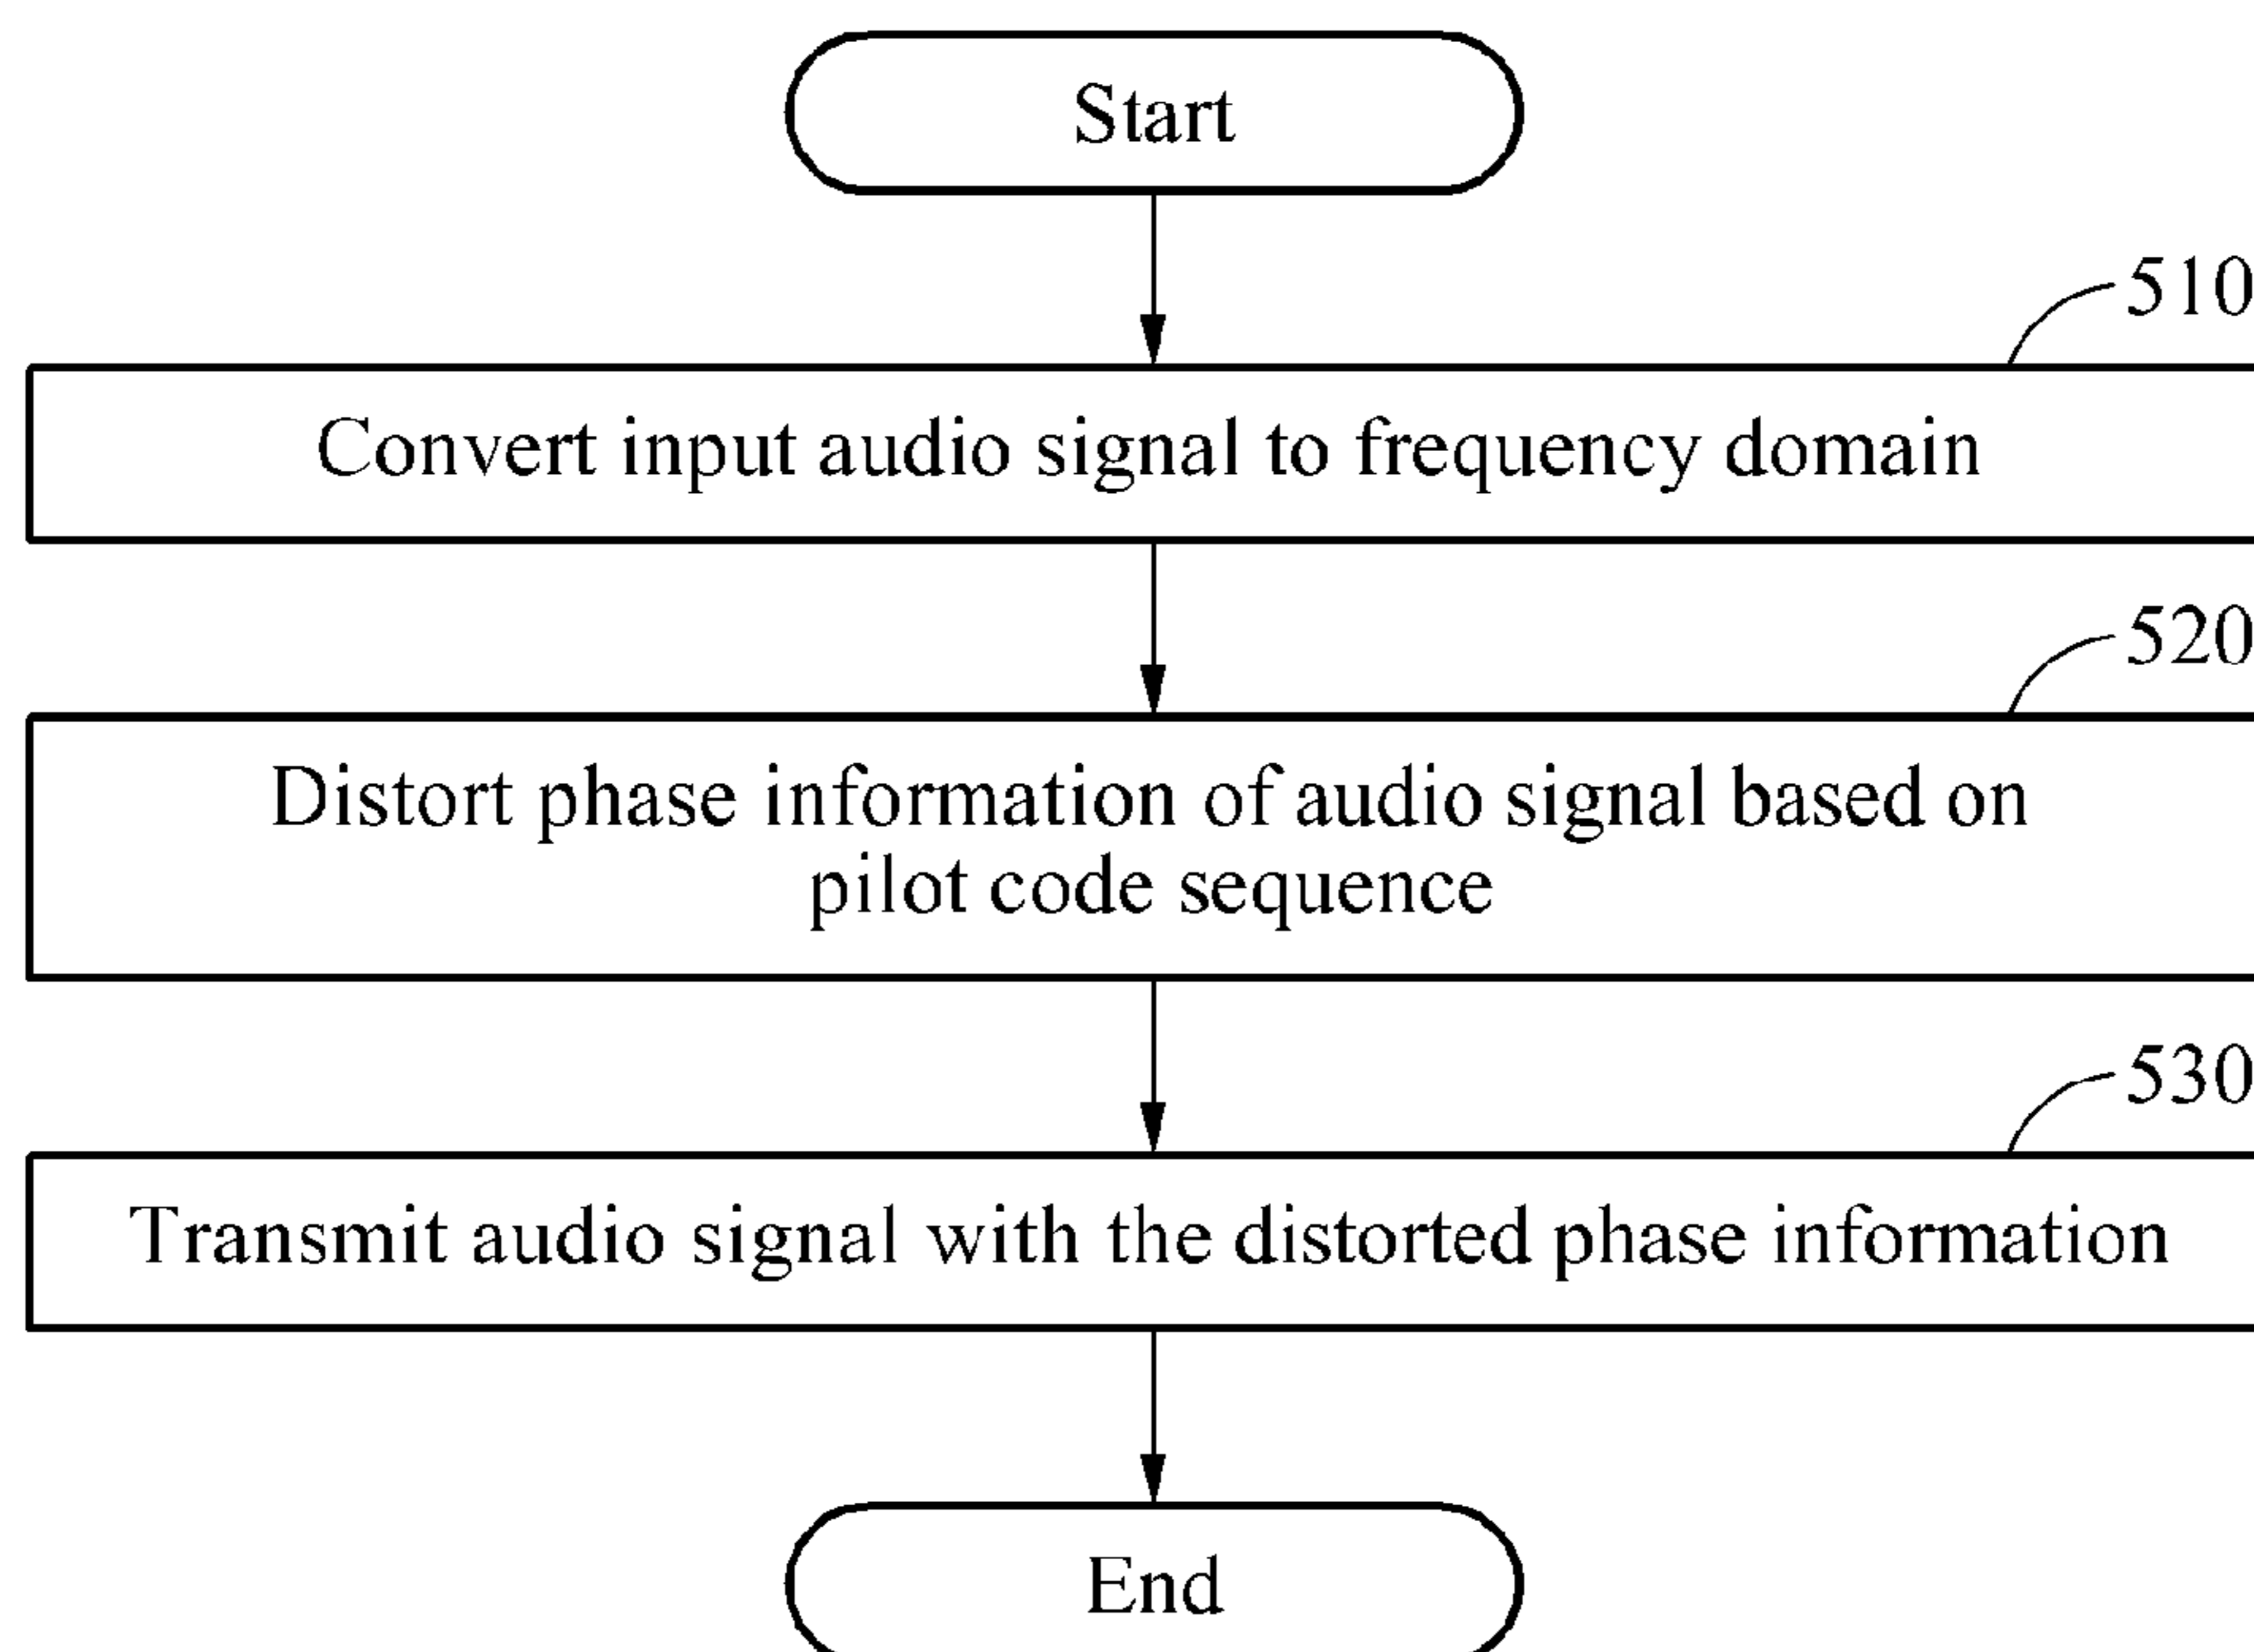 Start
510
Convert input audio signal to frequency domain
520
Distort phase information of audio signal based on
pilot code sequence
530
Transmit audio signal with the distorted phase information
End